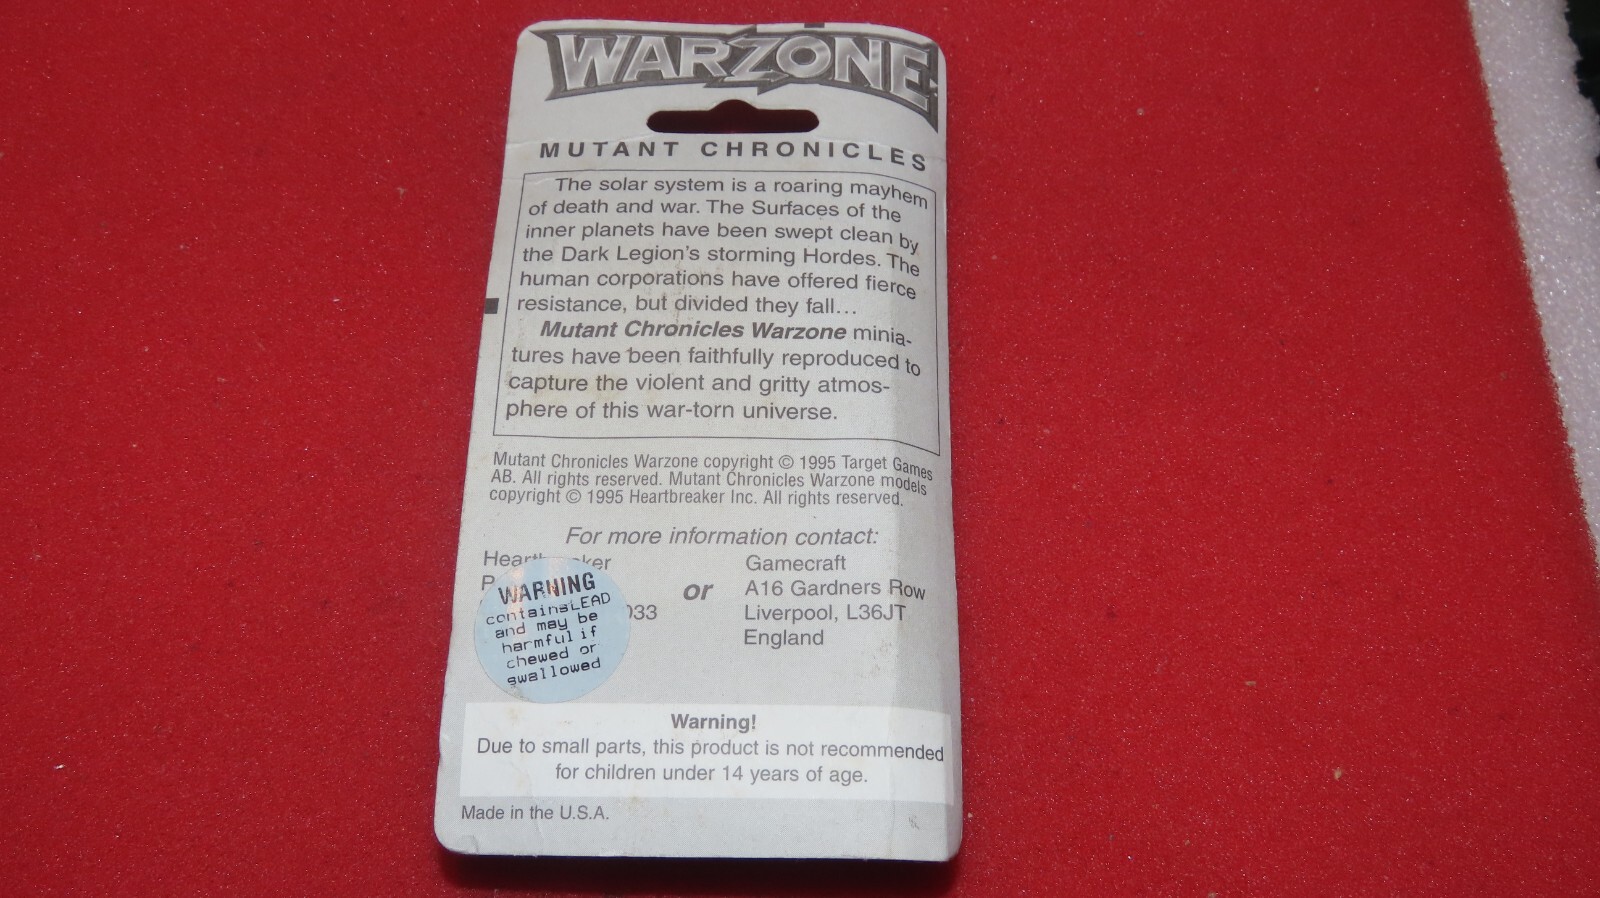 WARZONE
MUTANT CHRONICLES
The solar system is a roaring mayhem
of death and war. The Surfaces of the
inner planets have been swept clean by
the Dark Legion's storming Hordes. The
human corporations have offered fierce
resistance, but divided they fall...
Mutant Chronicles Warzone minia-
tures have been faithfully reproduced to
capture the violent and gritty atmos-
phere of this war-torn universe.
Mutant Chronicles Warzone copyright © 1995 Target Games
AB. All rights reserved. Mutant Chronicles Warzone models
copyright © 1995 Heartbreaker Inc. All rights reserved.
For more information contact:
or
Gamecraft
A16 Gardners Row
Liverpool, L36JT
England
WARNING
contains LEAD
and may be
harmful if
chewed or
swallowed
Warning!
Due to small parts, this product is not recommended
for children under 14 years of age.
Made in the U.S.A.